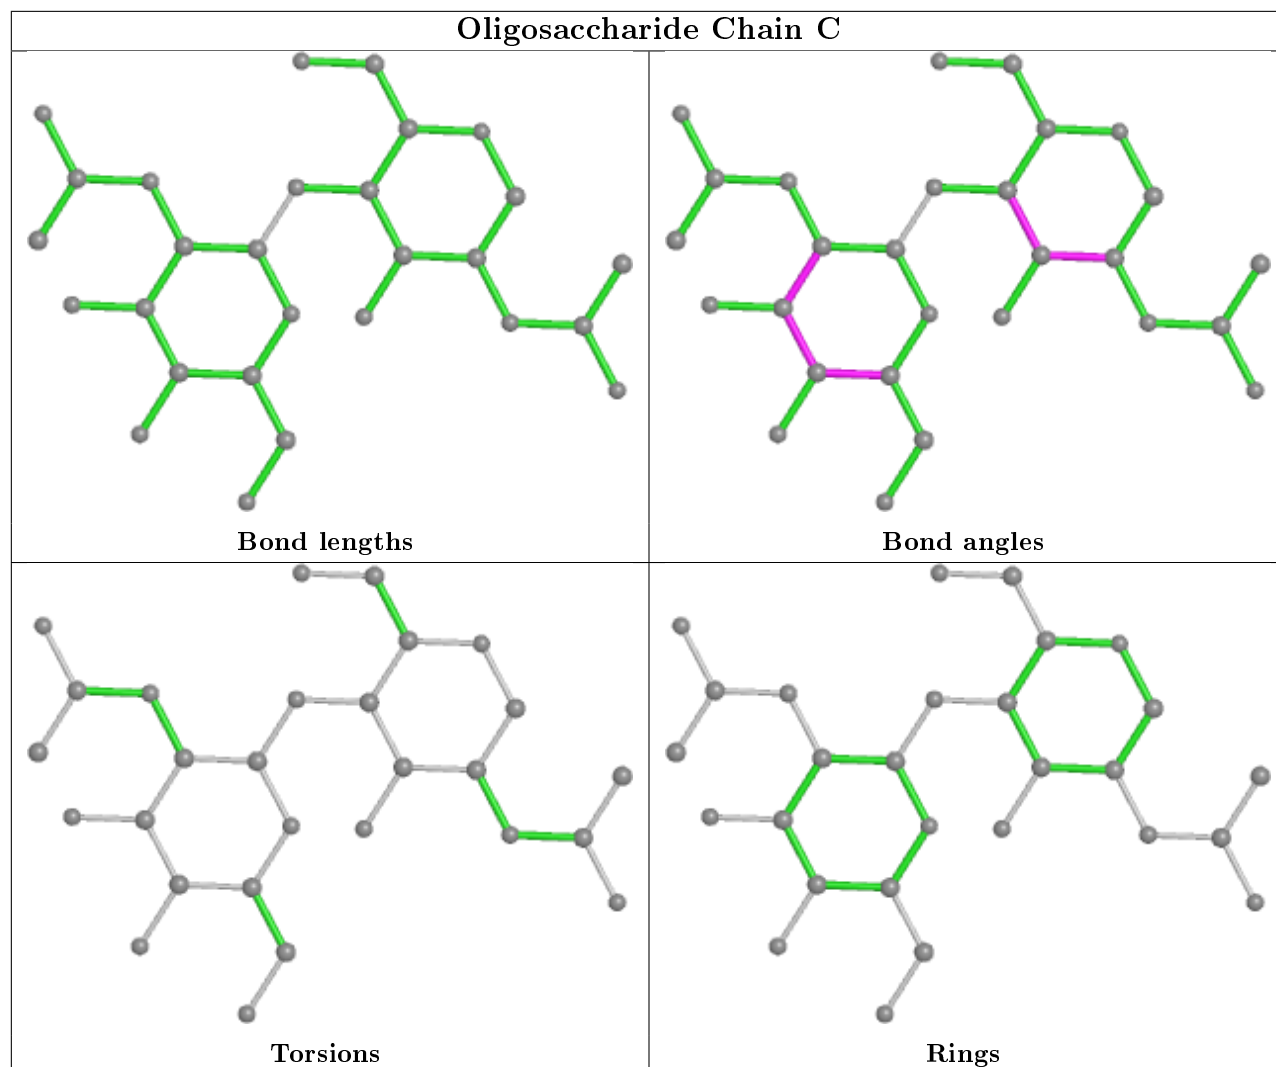 Oligosaccharide Chain C
Bond lengths
Bond angles
Torsions
Rings